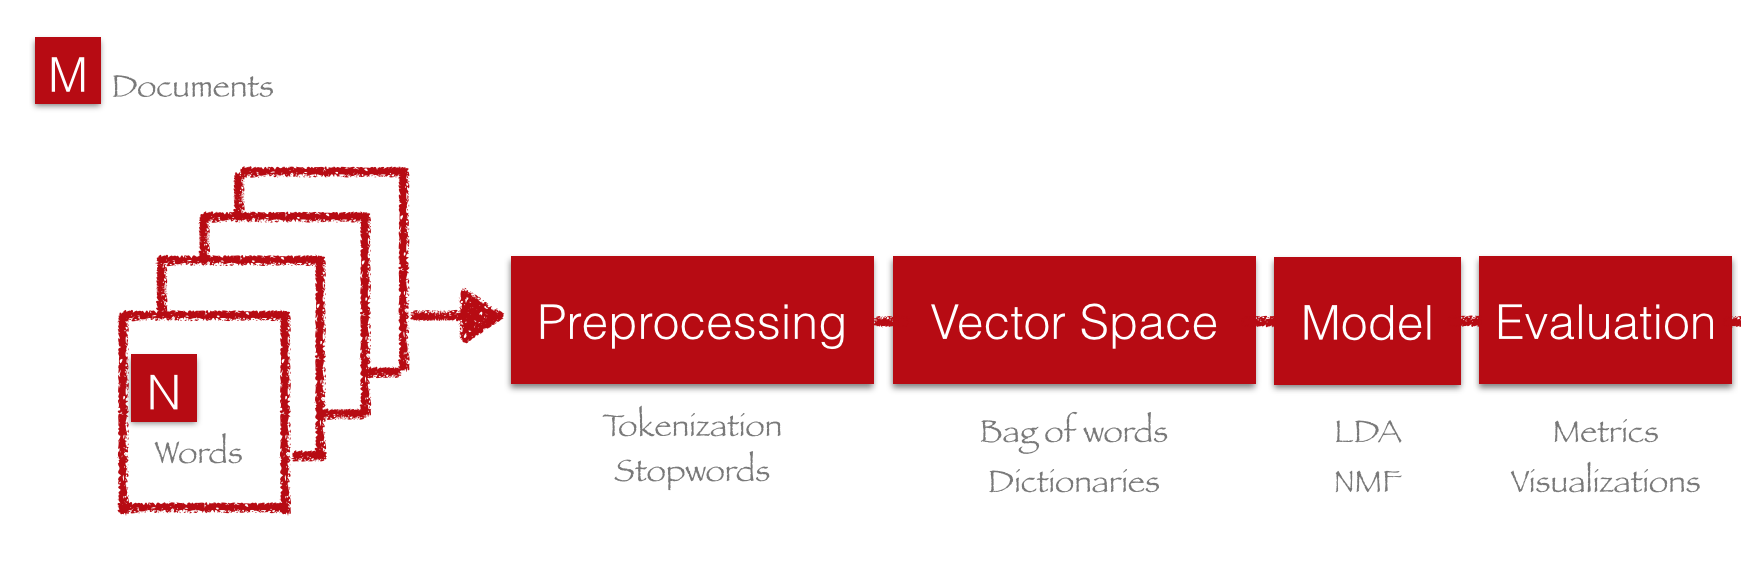 M Documents
N
Words
Preprocessing
Tokenization
Stopwords
Vector Space
Bag of words
Dictionaries
Model
LDA
NMF
Evaluation
Metrics
Visualizations